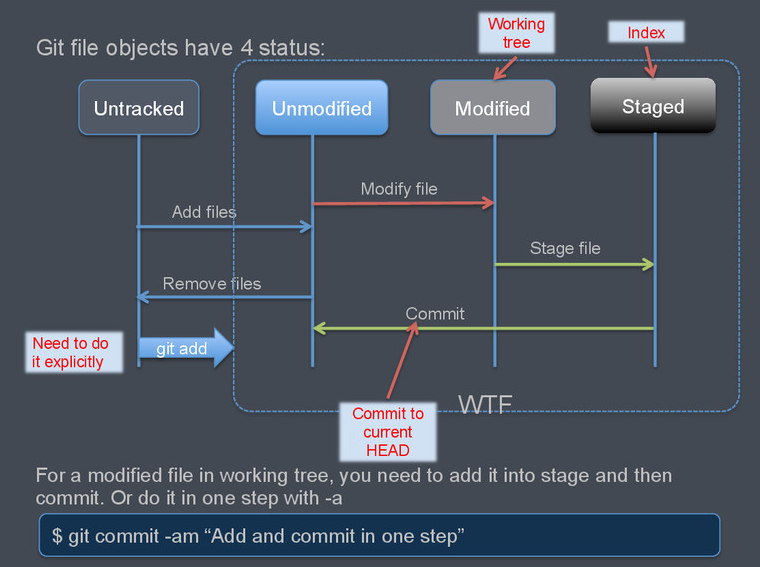 Git file objects have 4 status:
Working
tree
Index
Untracked
Unmodified
Modified
Staged
Modify file
Add files
Stage file
Remove files
Commit
Need to do
it explicitly
git add
WTF
Commit to
current
HEAD
For a modified file in working tree, you need to add it into stage and then
commit. Or do it in one step with -a
$ git commit -am “Add and commit in one step”